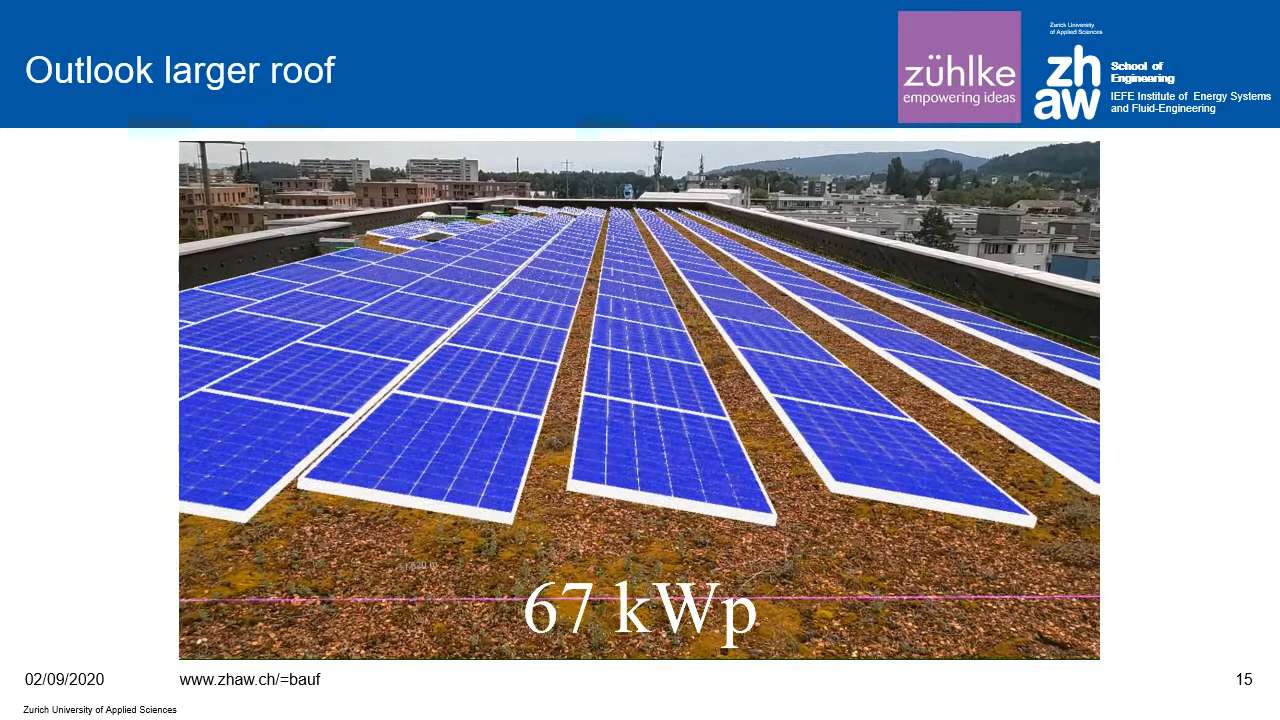 Outlook larger roof
zühlke
empowering ideas
Zurich University
of Applied Sciences
zh
aw
School of
Engineering
IEFE Institute of Energy Systems
and Fluid-Engineering
67 kWp
02/09/2020
www.zhaw.ch/=bauf
15
Zurich University of Applied Sciences